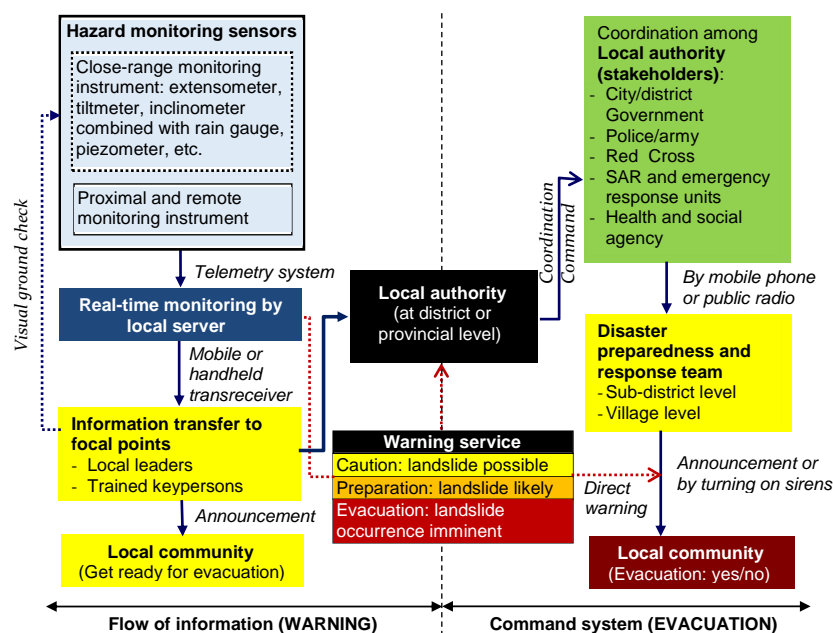 Hazard monitoring sensors
Close-range monitoring
instrument: extensometer,
tiltmeter, inclinometer
combined with rain gauge,
piezometer, etc.
Proximal and remote
monitoring instrument
Visual ground check
Telemetry system
Real-time monitoring by
local server
Mobile or
handheld
transreceiver
Information transfer to
focal points
- Local leaders
- Trained keypersons
Announcement
Local community
(Get ready for evacuation)
Local authority
(at district or
provincial level)
Warning service
Caution: landslide possible
Preparation: landslide likely
Evacuation: landslide
occurrence imminent
Coordination
Command
Coordination among
Local authority
(stakeholders):
- City/district
Government
- Police/army
- Red Cross
- SAR and emergency
response units
- Health and social
agency
By mobile phone
or public radio
Disaster
preparedness and
response team
- Sub-district level
- Village level
Direct
warning
Announcement or
by turning on sirens
Local community
(Evacuation: yes/no)
Flow of information (WARNING)
Command system (EVACUATION)